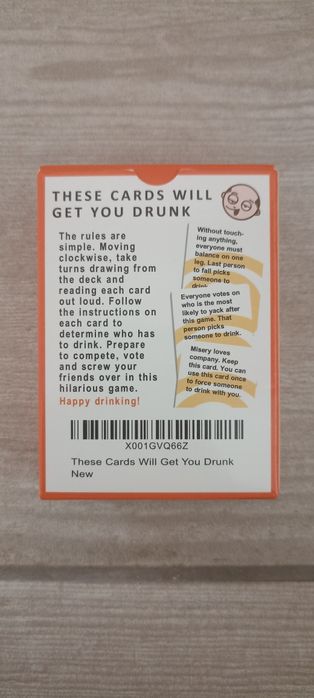 THESE CARDS WILL
GET YOU DRUNK
The rules are
simple. Moving
clockwise, take
turns drawing from
the deck and
reading each card
out loud. Follow
the instructions on
each card to
determine who has
to drink. Prepare
to compete, vote
and screw your
friends over in this
hilarious game.
Happy drinking!
Without touch-
ing anything,
everyone must
balance on one
leg. Last person
to fall picks
someone to
drink.
Everyone votes on
who is the most
likely to yack after
this game. That
person picks
someone to drink.
Misery loves
company. Keep
this card. You can
use this card once
to force someone
to drink with you.
X001GVQ66Z
These Cards Will Get You Drunk
New